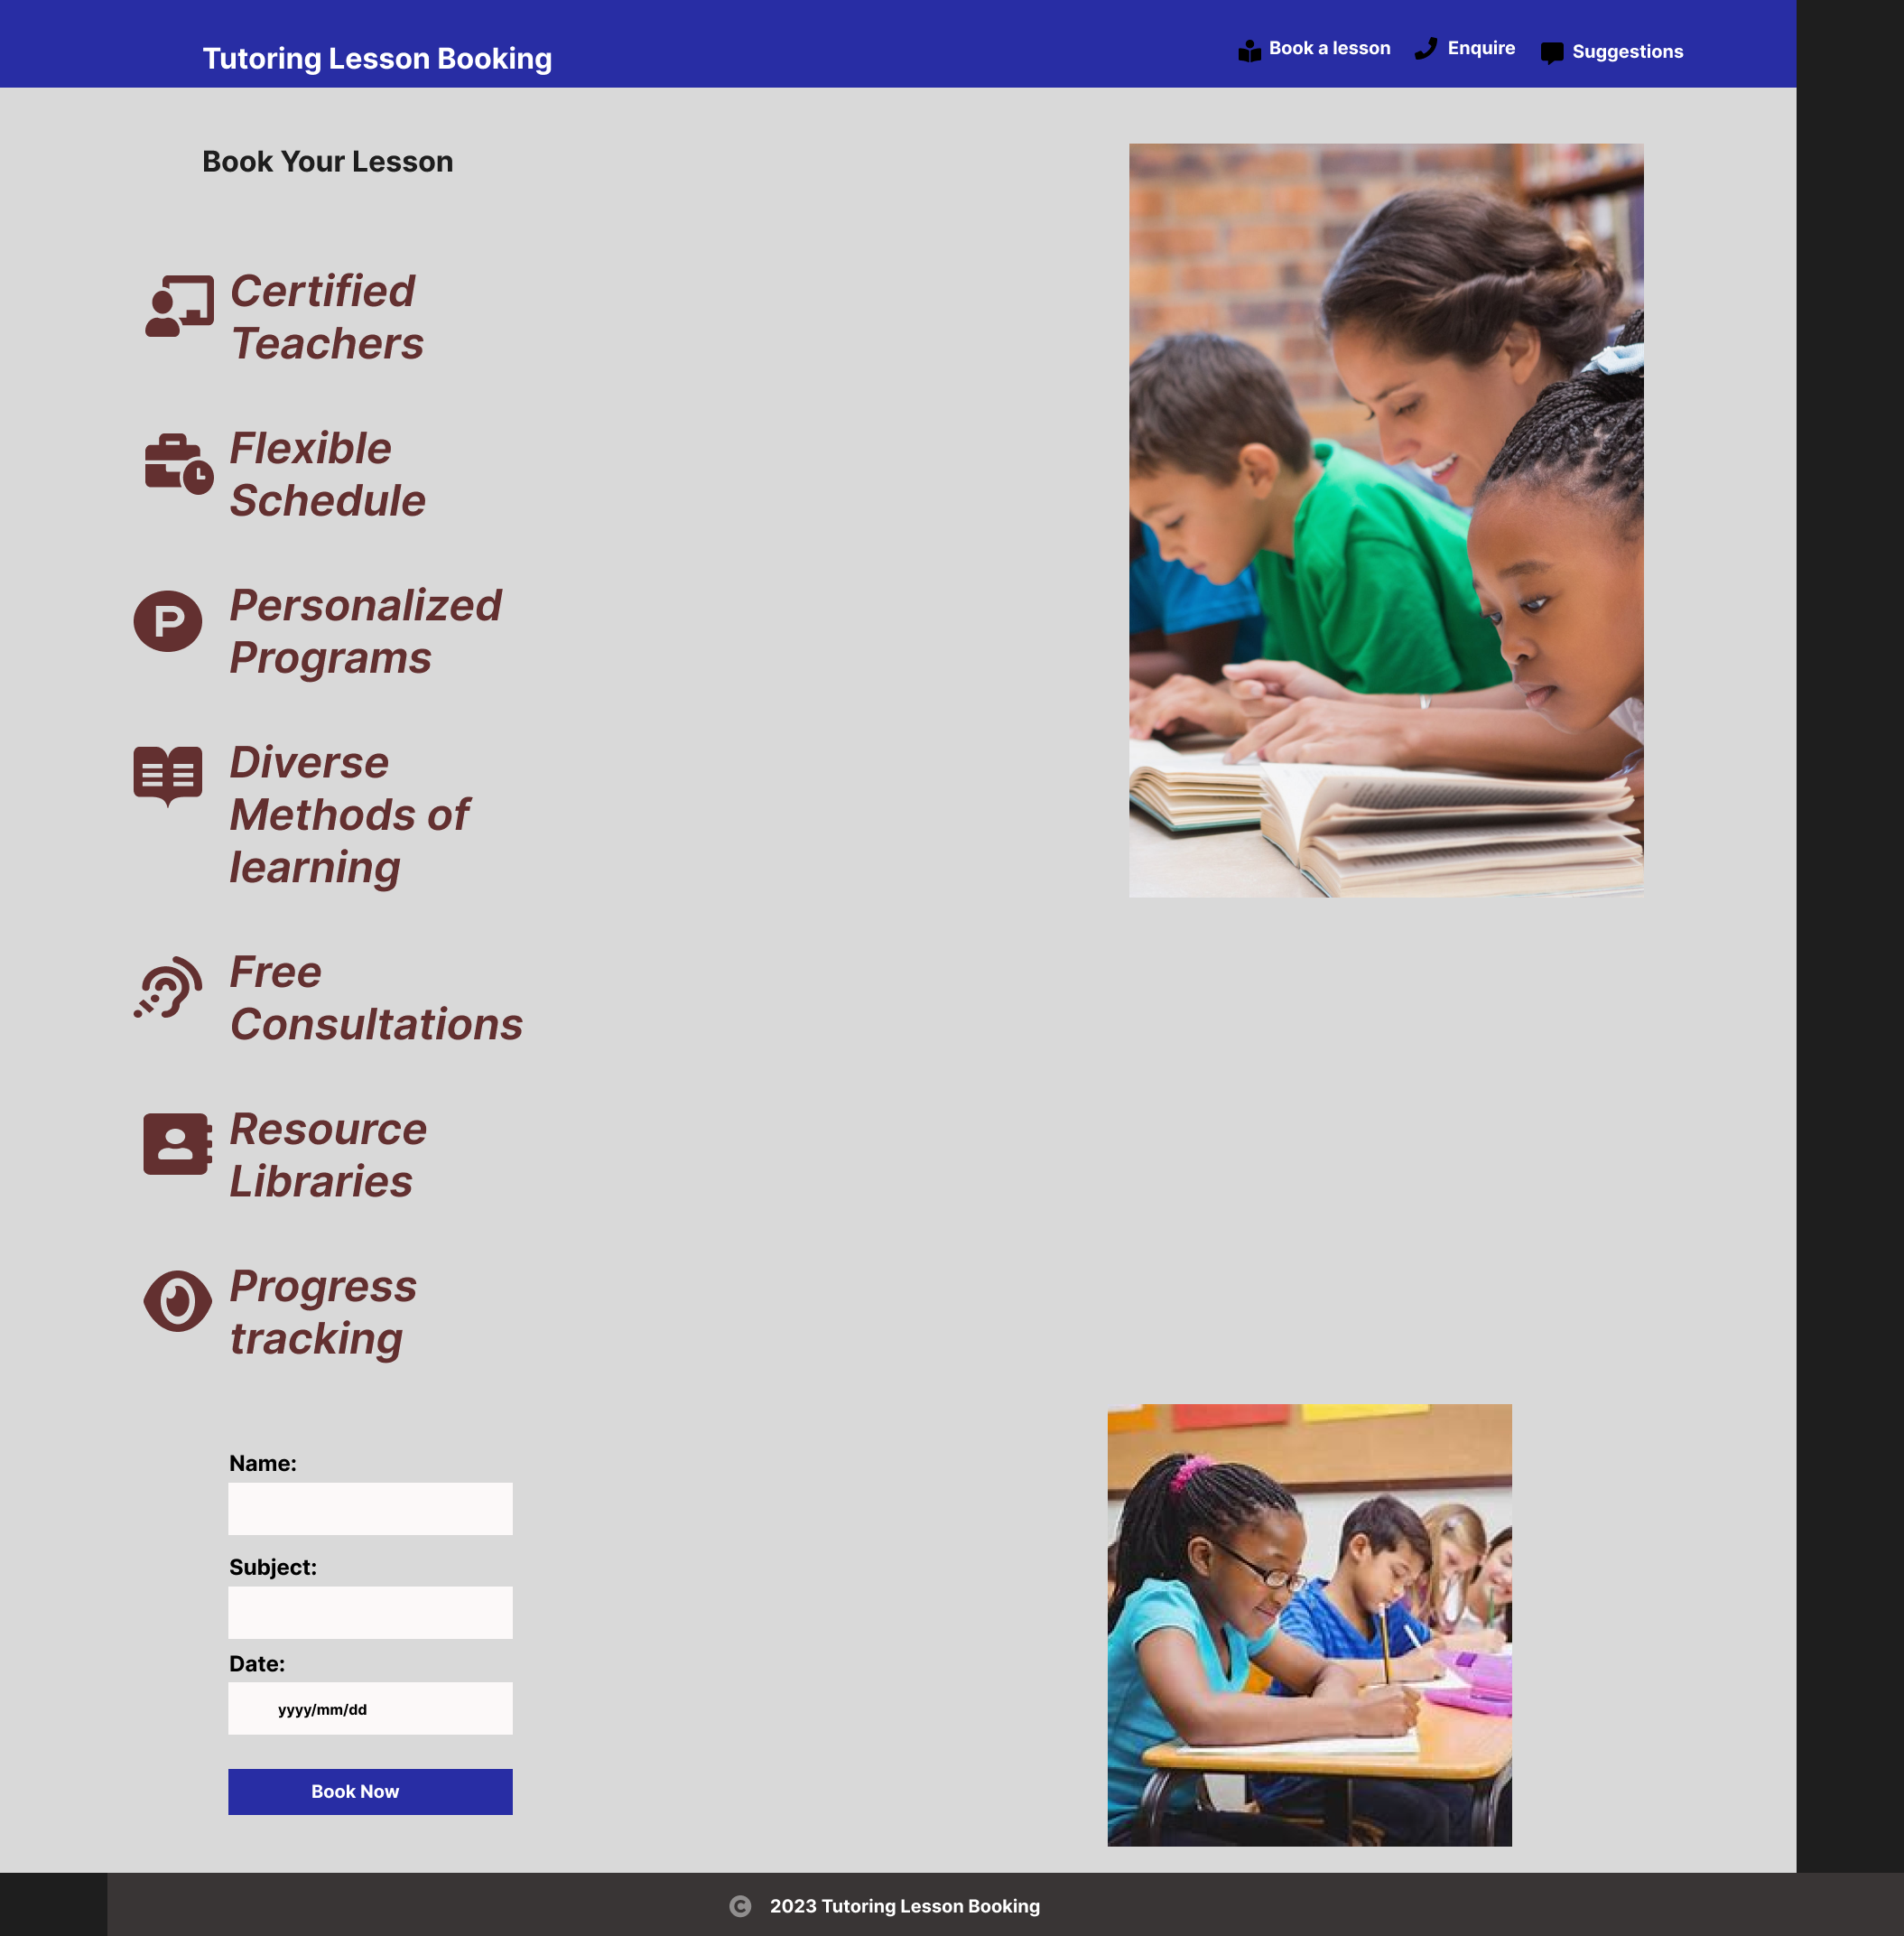 Tutoring Lesson Booking
Book a lesson
Enquire
Suggestions
Book Your Lesson
Certified
Teachers
Flexible
Schedule
P
Personalized
Programs
Diverse
Methods of
learning
Free
Consultations
Resource
Libraries
Progress
tracking
Name:
Subject:
Date:
yyyy/mm/dd
Book Now
© 2023 Tutoring Lesson Booking